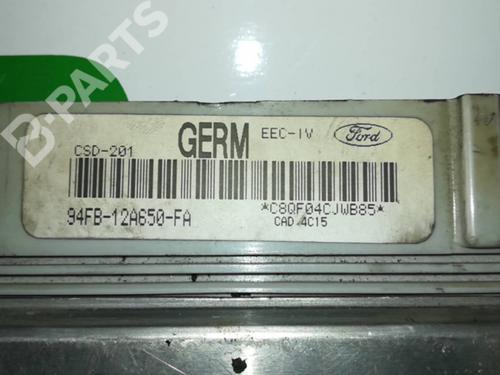 B-PARTS
CSD-201 GERM EEC-IV Ford
94FB-12A650-FA *C8QF04CJWB85*
CAD 4C15